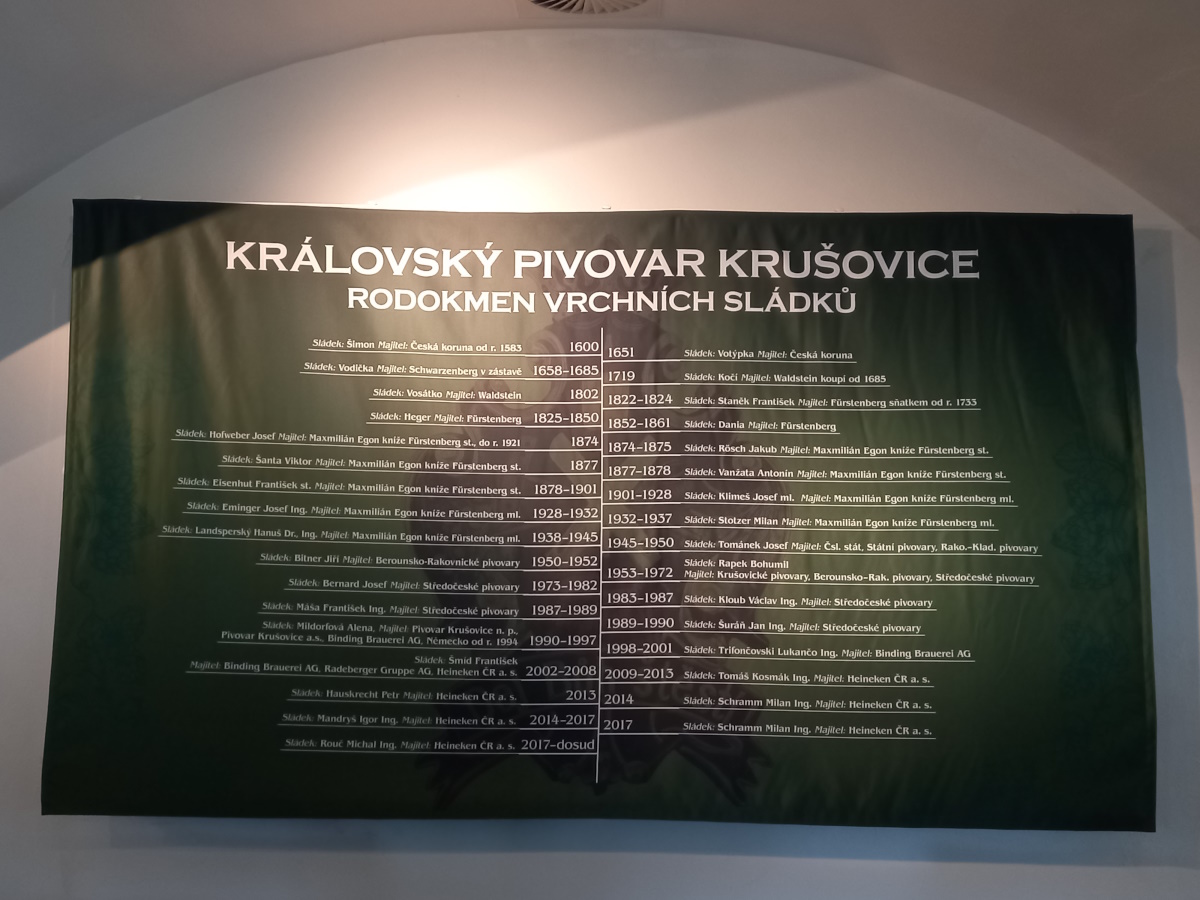 KRÁLOVSKÝ PIVOVAR KRUŠOVICE
RODOKMEN VRCHNÍCH SLÁDKŮ
Sládek: Šimon Majitel: Česká koruna od r. 1583 1600
1651 Sládek: Votýpka Majitel: Česká koruna
Sládek: Vodička Majitel: Schwarzenberg v zástavě 1658–1685
1719 Sládek: Koči Majitel: Waldstein koupí od 1685
Sládek: Vosátko Majitel: Waldstein 1802
1822–1824 Sládek: Staněk František Majitel: Fürstenberg sňatkem od r. 1733
Sládek: Heger Majitel: Fürstenberg 1825–1850
1852–1861 Sládek: Dania Majitel: Fürstenberg
Sládek: Hofweber Josef Majitel: Maxmilián Egon kníže Fürstenberg st., do r. 1921 1874
1874–1875 Sládek: Rösch Jakub Majitel: Maxmilián Egon kníže Fürstenberg st.
Sládek: Šanta Viktor Majitel: Maxmilián Egon kníže Fürstenberg st. 1877
1877–1878 Sládek: Vanžata Antonín Majitel: Maxmilián Egon kníže Fürstenberg st.
Sládek: Eisenhut František st. Majitel: Maxmilián Egon kníže Fürstenberg st. 1878–1901
1901–1928 Sládek: Klimeš Josef ml. Majitel: Maxmilián Egon kníže Fürstenberg ml.
Sládek: Eminger Josef Ing. Majitel: Maxmilián Egon kníže Fürstenberg ml. 1928–1932
1932–1937 Sládek: Stolzer Milan Majitel: Maxmilián Egon kníže Fürstenberg ml.
Sládek: Landsperský Hanuš Dr., Ing. Majitel: Maxmilián Egon kníže Fürstenberg ml. 1938–1945
1945–1950 Sládek: Tománek Josef Majitel: Čsl. stát, Státní pivovary, Rako.-Klad. pivovary
Sládek: Bitner Jiří Majitel: Berounsko-Rakovnické pivovary 1950–1952
1953–1972 Sládek: Rapek Bohumil
Majitel: Krušovické pivovary, Berounsko-Rak. pivovary, Středočeské pivovary
Sládek: Bernard Josef Majitel: Středočeské pivovary 1973–1982
1983–1987 Sládek: Kloub Václav Ing. Majitel: Středočeské pivovary
Sládek: Máša František Ing. Majitel: Středočeské pivovary 1987–1989
1989–1990 Sládek: Šuráň Jan Ing. Majitel: Středočeské pivovary
Sládek: Mildorfová Alena, Majitel: Pivovar Krušovice n. p.,
Pivovar Krušovice a.s., Binding Brauerei AG, Německo od r. 1994 1990–1997
1998–2001 Sládek: Trifončovski Lukančo Ing. Majitel: Binding Brauerei AG
Sládek: Šmíd František
Majitel: Binding Brauerei AG, Radeberger Gruppe AG, Heineken ČR a. s. 2002–2008
2009–2013 Sládek: Tomáš Kosmák Ing. Majitel: Heineken ČR a. s.
Sládek: Hauskrecht Petr Majitel: Heineken ČR a. s. 2013
2014 Sládek: Schramm Milan Ing. Majitel: Heineken ČR a. s.
Sládek: Mandryš Igor Ing. Majitel: Heineken ČR a. s. 2014–2017
2017 Sládek: Schramm Milan Ing. Majitel: Heineken ČR a. s.
Sládek: Rouč Michal Ing. Majitel: Heineken ČR a. s. 2017–dosud